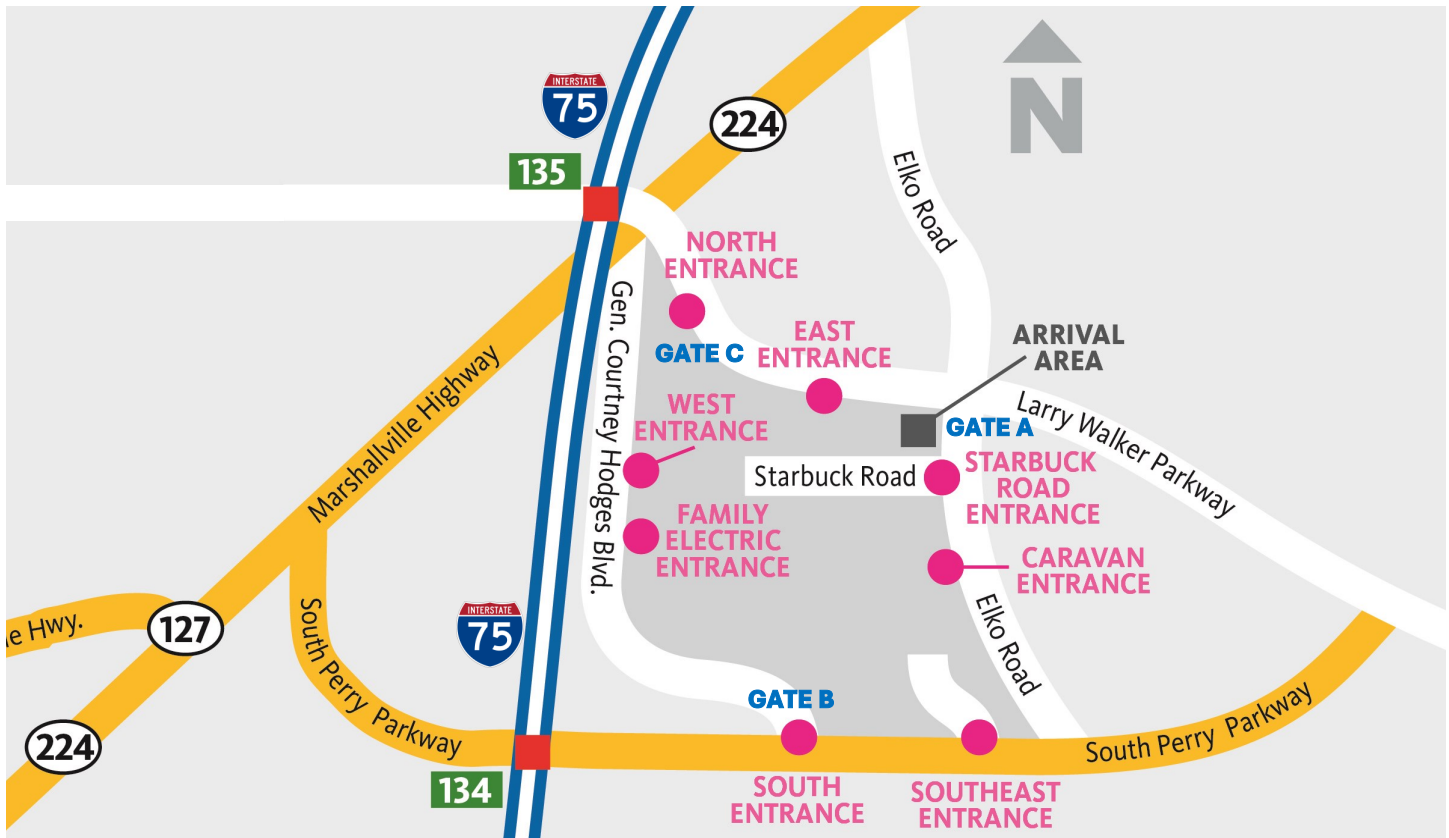 INTERSTATE
75
135
224
N
Elko Road
NORTH
ENTRANCE
Gen. Courtney Hodges Blvd.
GATE C
EAST
ENTRANCE
ARRIVAL
AREA
Marshallville Highway
WEST
ENTRANCE
GATE A
Larry Walker Parkway
Starbuck Road
STARBUCK
ROAD
ENTRANCE
FAMILY
ELECTRIC
ENTRANCE
CARAVAN
ENTRANCE
le Hwy.
127
South Perry Parkway
INTERSTATE
75
Elko Road
GATE B
224
134
South Perry Parkway
SOUTH
ENTRANCE
SOUTHEAST
ENTRANCE